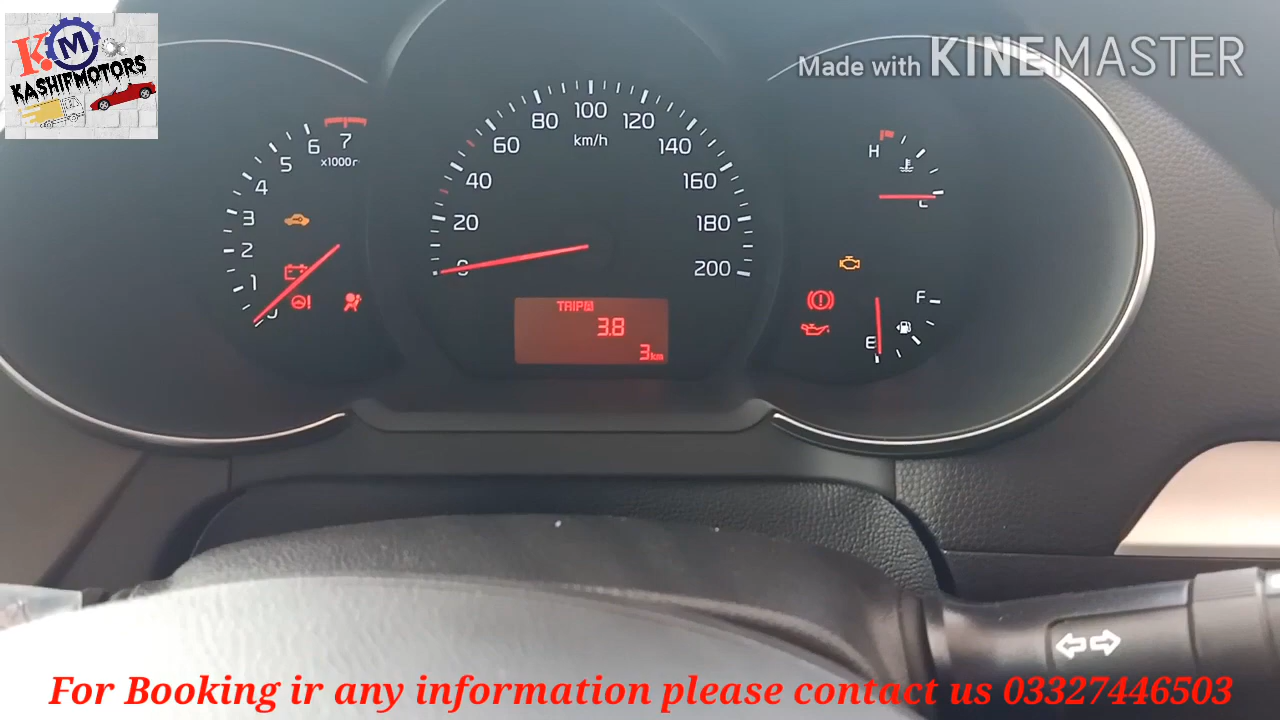 K M
KASHIFMOTORS
Made with KINEMASTER
7
6
x1000r
5
4
3
2
1
100
80
120
km/h
60
140
40
160
20
180
0
200
TRIP
3.8
3km
H
F
E
For Booking ir any information please contact us 03327446503